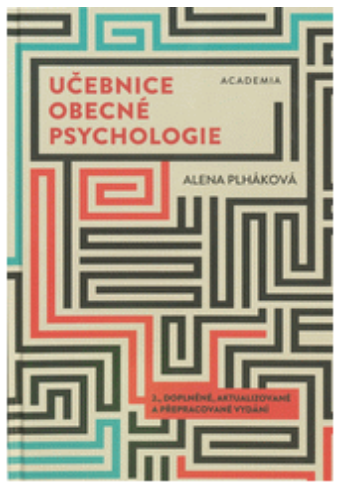 UČEBNICE
OBECNÉ
PSYCHOLOGIE
ACADEMIA
ALENA PLHÁKOVÁ
2., DOPLNĚNÉ, AKTUALIZOVANÉ
A PŘEPRACOVANÉ VYDÁNÍ